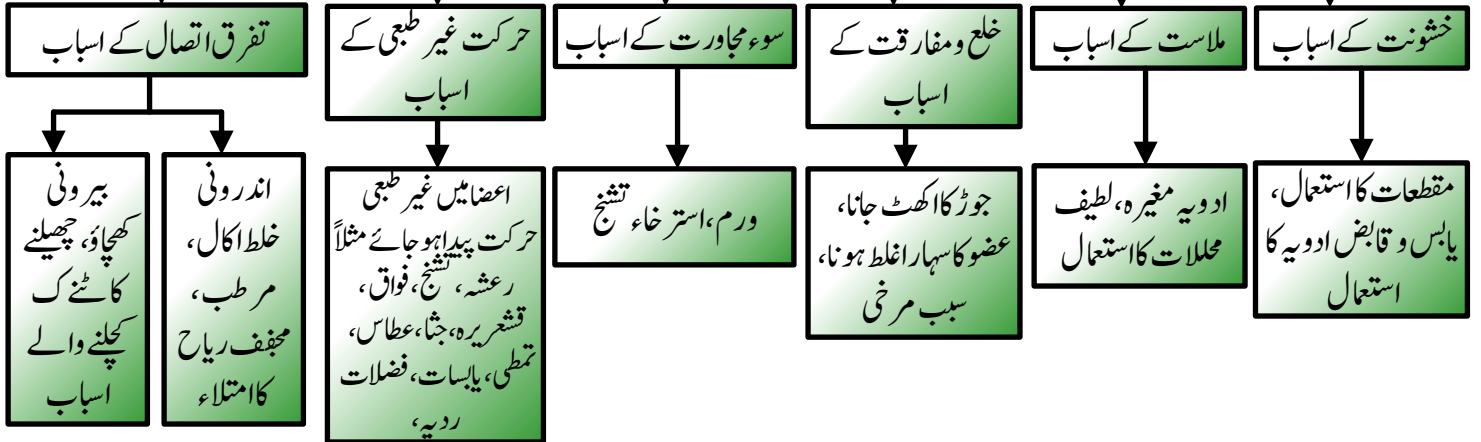 خشونت کے اسباب
ملاست کے اسباب
خلع ومفارقت کے
اسباب
سوء مجاورت کے اسباب
حرکت غیر طبعی کے
اسباب
تفرق اتصال کے اسباب
مقطعات کا استعمال،
یابس و قابض ادویہ کا
استعمال
ادویہ مغیرہ، لطیف
محللات کا استعمال
جوڑ کا اکھٹ جانا،
عضو کا سہارا غلط ہونا،
سبب مرخی
ورم، استرخاء تشنج
اعضا میں غیر طبعی
حرکت پیدا ہو جائے مثلاً
رعشہ، تشنج، فواق،
قشعریرہ، جثا، عطاس،
تمطی، یابسات، فضلات
ردیہ،
اندرونی
خلط اکال،
مرطب،
مجفف ریاح
کا امتلاء
بیرونی
کھچاؤ، چھیلنے
کاٹنے ک
کچلنے والے
اسباب